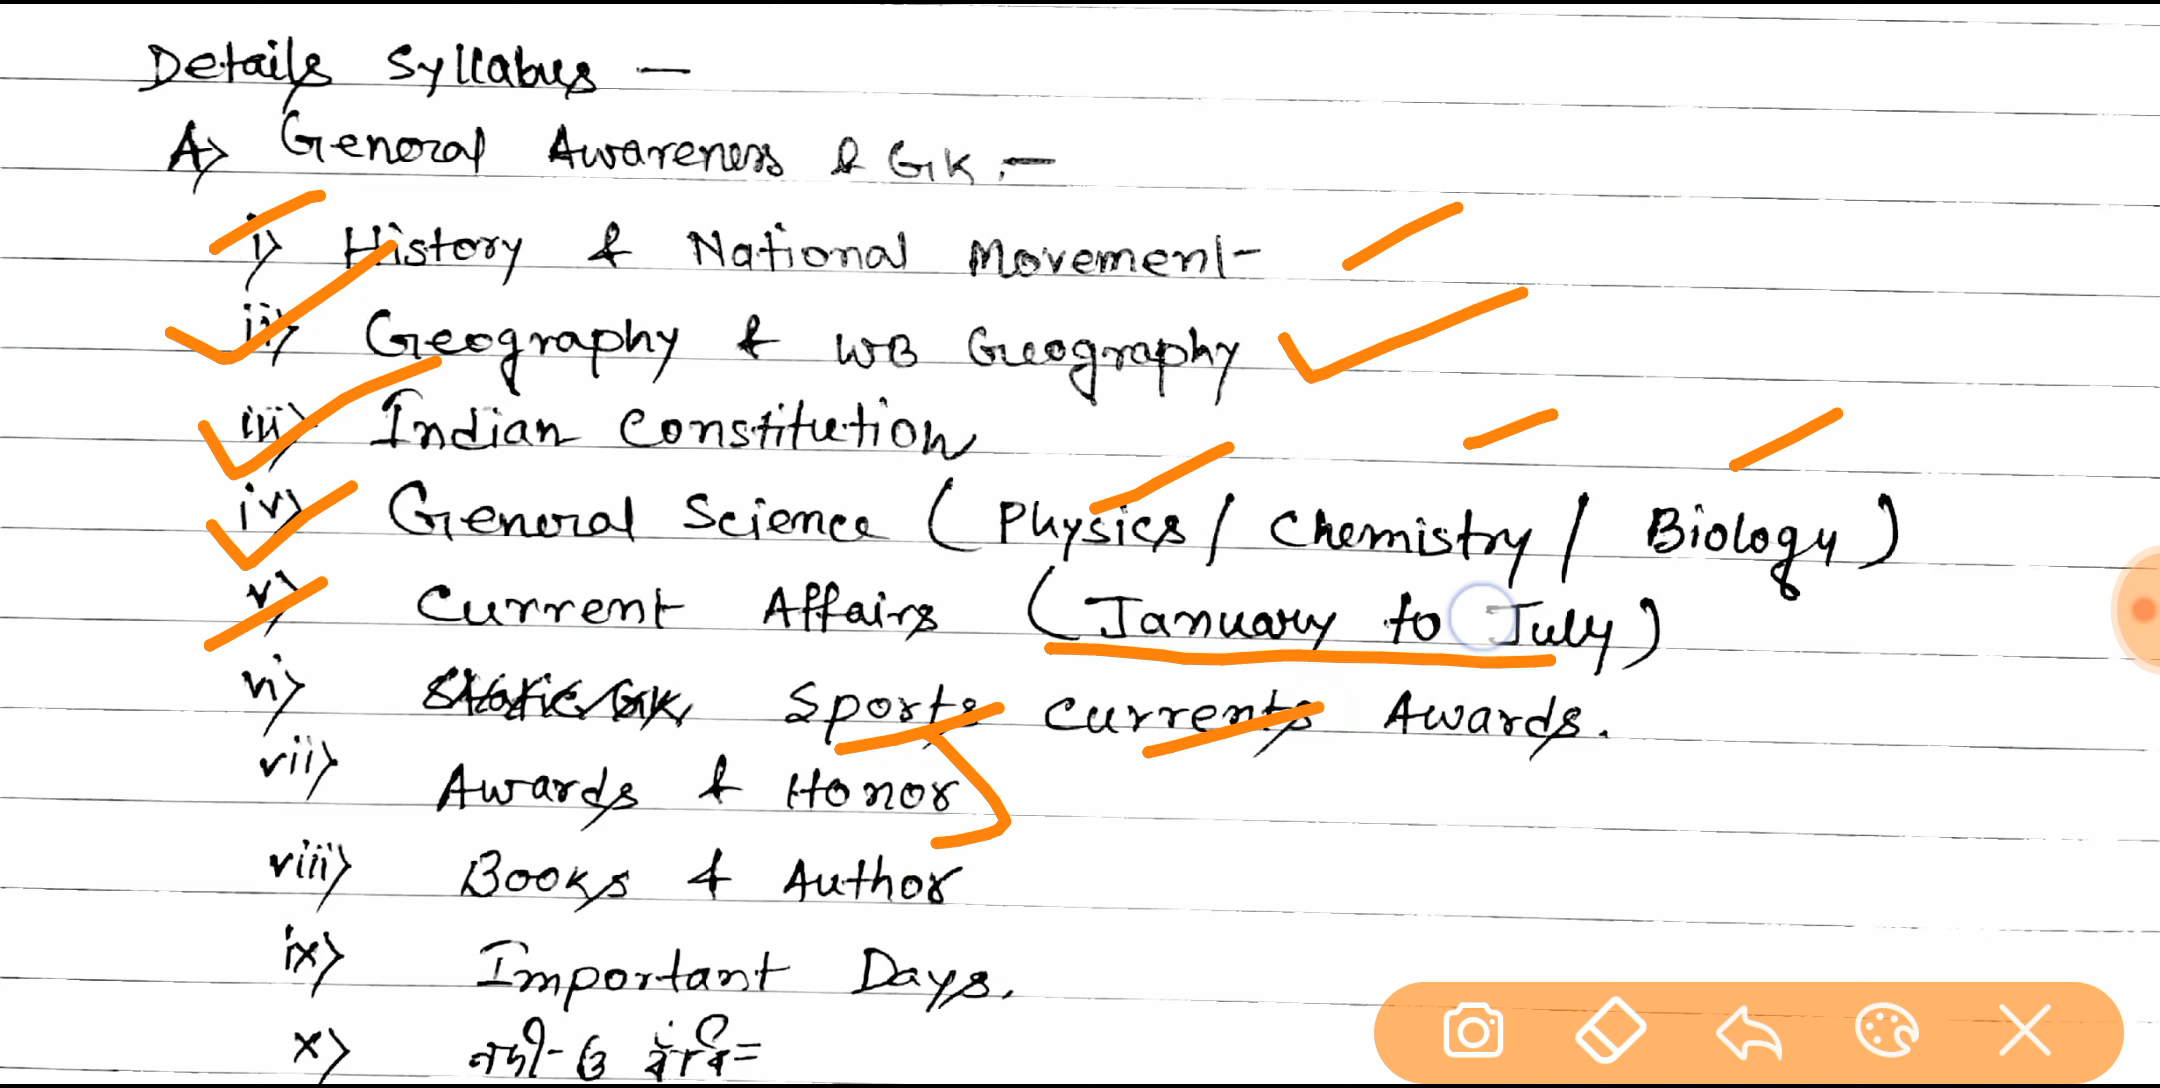 Details Syllabus —
A> General Awareness & GK :—
i> History & National Movement-
ii> Geography & WB Geography
iii> Indian Constitution
iv> General Science ( Physics / Chemistry / Biology )
v> Current Affairs ( January to July )
vi> Static GK, Sports Currents Awards.
vii> Awards & Honor
viii> Books & Author
ix> Important Days.
x> নদী- ও